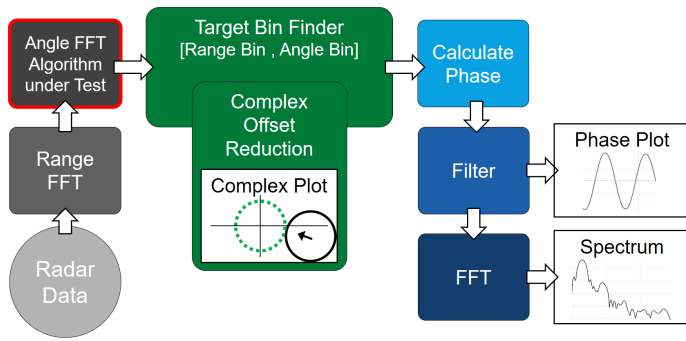 Angle FFT
Algorithm
under Test
Target Bin Finder
[Range Bin , Angle Bin]
Calculate
Phase
Complex
Offset
Reduction
Range
FFT
Filter
Phase Plot
Complex Plot
Radar
Data
FFT
Spectrum